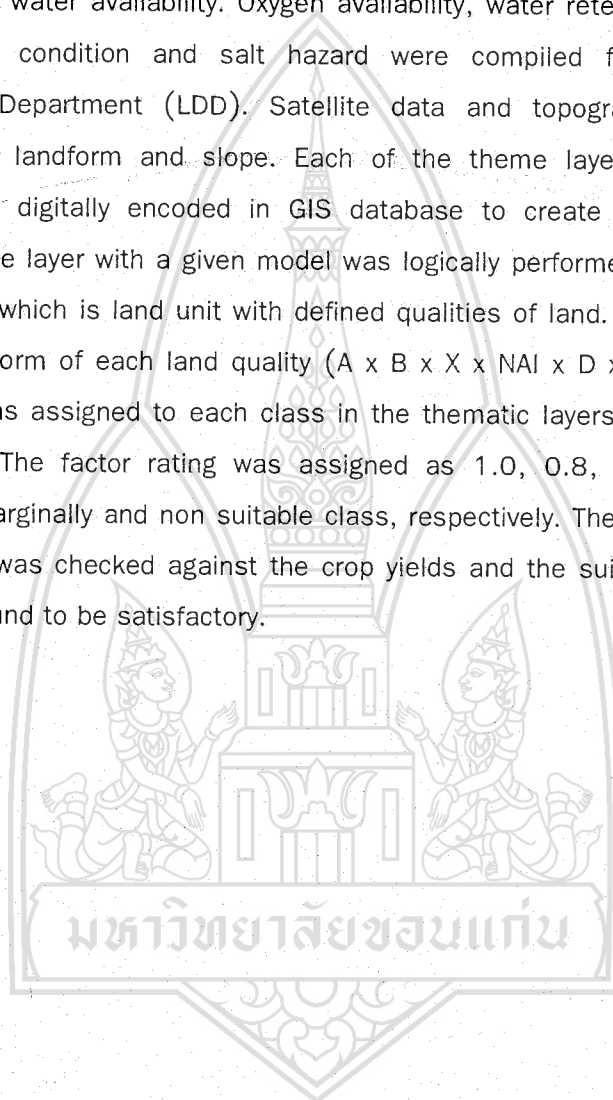 water availability. Oxygen availability, water rete
condition and salt hazard were compiled f
Department (LDD). Satellite data and topogra
landform and slope. Each of the theme laye
digitally encoded in GIS database to create
e layer with a given model was logically performe
which is land unit with defined qualities of land.
orm of each land quality (A x B x X x NAI x D x
as assigned to each class in the thematic layers
The factor rating was assigned as 1.0, 0.8,
arginally and non suitable class, respectively. The
was checked against the crop yields and the sui
und to be satisfactory.
มหาวิทยาลัยขอนแก่น